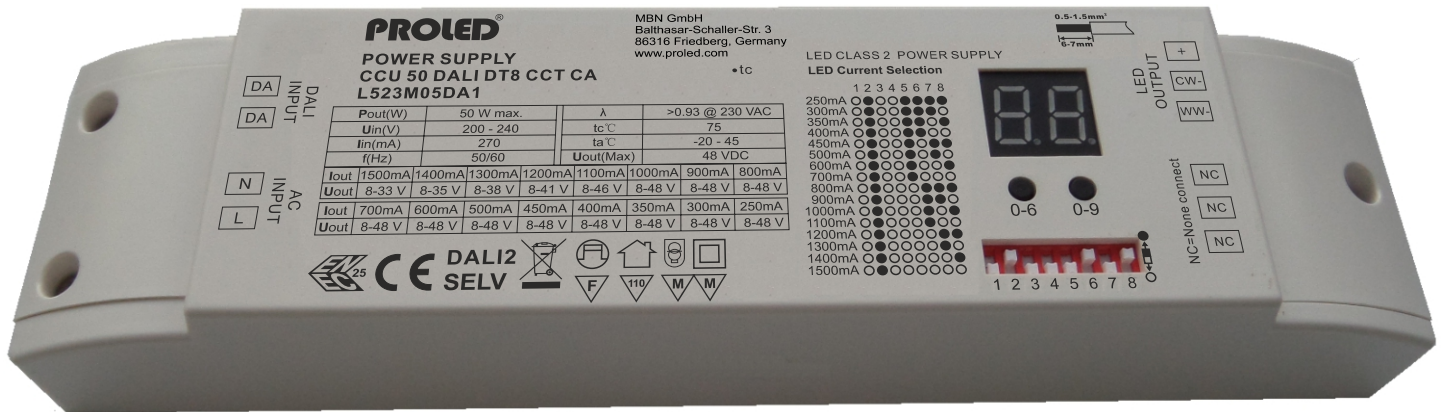 PROLED®
MBN GmbH
Balthasar-Schaller-Str. 3
86316 Friedberg, Germany
www.proled.com
•tc
POWER SUPPLY
CCU 50 DALI DT8 CCT CA
L523M05DA1
DALI INPUT
DA
DA
AC INPUT
N
L
Pout(W) 50 W max. λ >0.93 @ 230 VAC
Uin(V) 200 - 240 tc℃ 75
Iin(mA) 270 ta℃ -20 - 45
f(Hz) 50/60 Uout(Max) 48 VDC
Iout 1500mA 1400mA 1300mA 1200mA 1100mA 1000mA 900mA 800mA
Uout 8-33 V 8-35 V 8-38 V 8-41 V 8-46 V 8-48 V 8-48 V 8-48 V
Iout 700mA 600mA 500mA 450mA 400mA 350mA 300mA 250mA
Uout 8-48 V 8-48 V 8-48 V 8-48 V 8-48 V 8-48 V 8-48 V 8-48 V
ENEC 25
CE
DALI2
SELV
F
110
M
M
LED CLASS 2 POWER SUPPLY
LED Current Selection
1 2 3 4 5 6 7 8
250mA
300mA
350mA
400mA
450mA
500mA
600mA
700mA
800mA
900mA
1000mA
1100mA
1200mA
1300mA
1400mA
1500mA
0.5-1.5mm²
6-7mm
88
0-6 0-9
1 2 3 4 5 6 7 8
LED OUTPUT
+
CW-
WW-
NC=None connect
NC
NC
NC